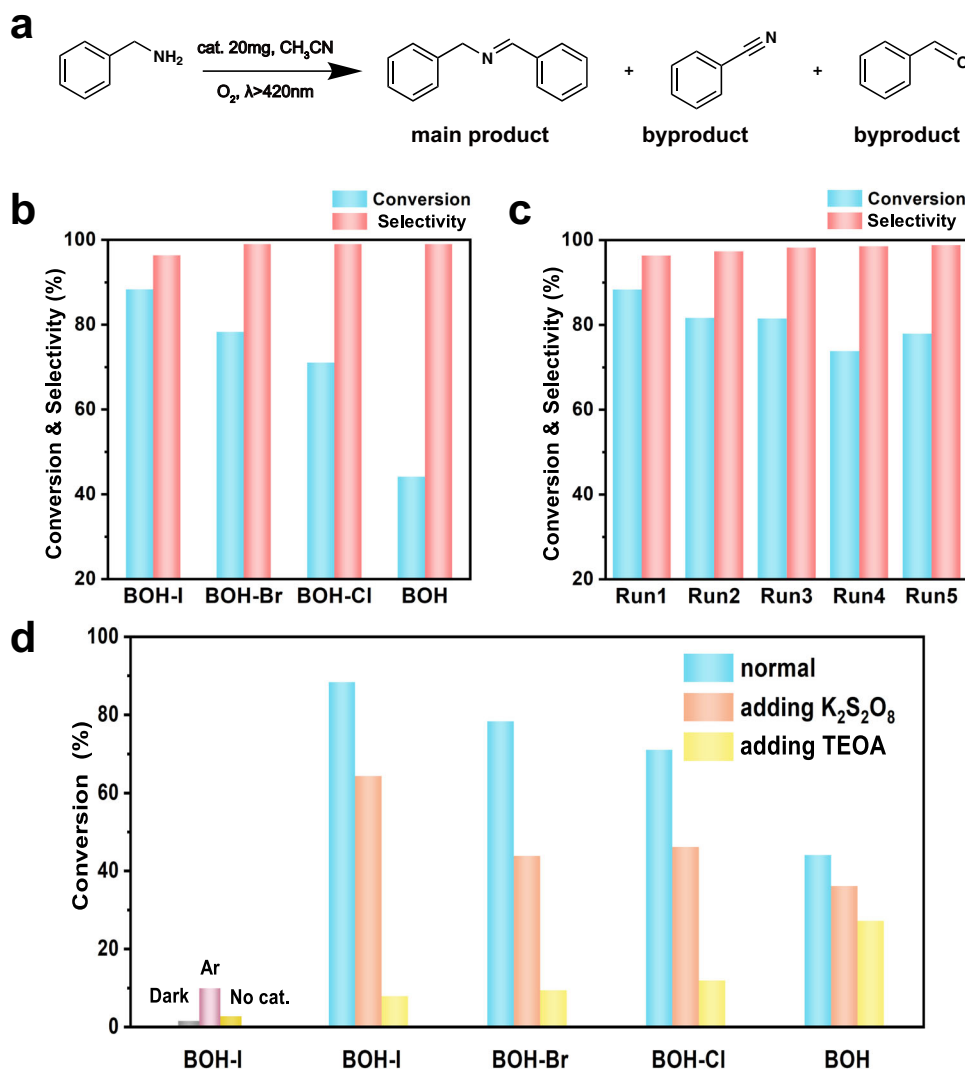 a
NH₂
cat. 20mg, CH₃CN
O₂, λ>420nm
N
main product
+
N
byproduct
+
O
byproduct
b
Conversion
Selectivity
Conversion & Selectivity (%)
100
80
60
40
20
BOH-I BOH-Br BOH-Cl BOH
c
Conversion
Selectivity
Conversion & Selectivity (%)
100
80
60
40
20
Run1 Run2 Run3 Run4 Run5
d
normal
adding K₂S₂O₈
adding TEOA
Conversion (%)
100
80
60
40
20
0
Dark
Ar
No cat.
BOH-I BOH-I BOH-Br BOH-Cl BOH